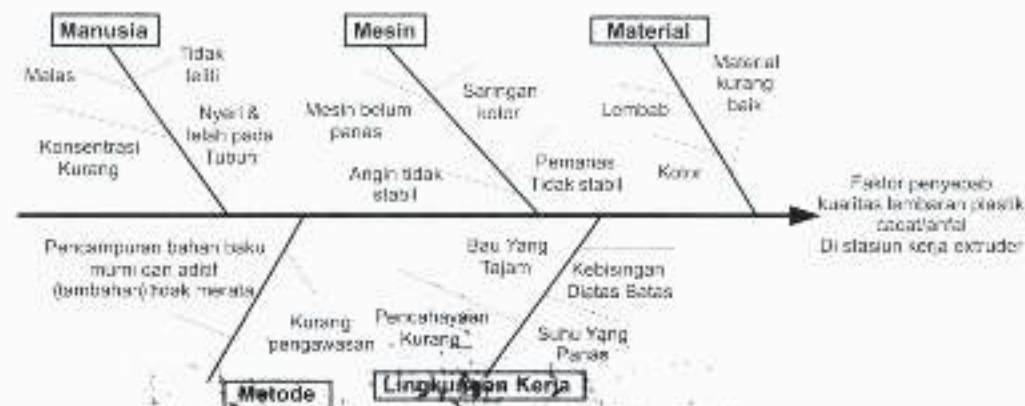 Manusia
Mesin
Material
Malas
Tidak
teliti
Nyeri &
lelah pada
Tubuh
Konsentrasi
Kurang
Mesin belum
panas
Saringan
kotor
Angin tidak
stabil
Pemanas
Tidak stabil
Lembab
Material
kurang
baik
Kotor
Faktor penyebab
kualitas lembaran plastik
cacat/anfal
Di stasiun kerja extruder
Pencampuran bahan baku
murni dan aditif
(tambahan) tidak merata
Kurang
pengawasan
Bau Yang
Tajam
Kebisingan
Diatas Batas
Pencahayaan
Kurang
Suhu Yang
Panas
Metode
Lingkungan Kerja